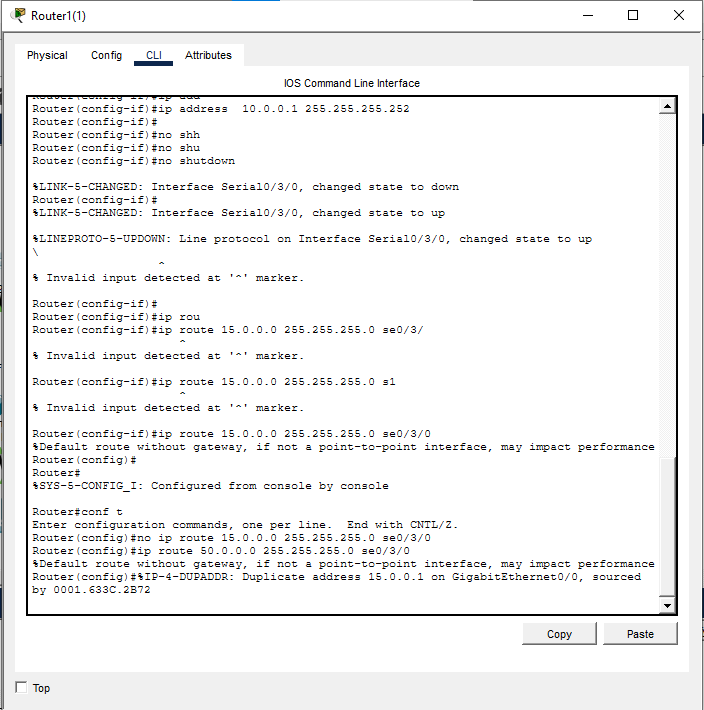 Router1(1)
Physical Config CLI Attributes
IOS Command Line Interface
Router(config-if)#ip add
Router(config-if)#ip address  10.0.0.1 255.255.255.252
Router(config-if)#
Router(config-if)#no shh
Router(config-if)#no shu
Router(config-if)#no shutdown
%LINK-5-CHANGED: Interface Serial0/3/0, changed state to down
Router(config-if)#
%LINK-5-CHANGED: Interface Serial0/3/0, changed state to up
%LINEPROTO-5-UPDOWN: Line protocol on Interface Serial0/3/0, changed state to up
\
^
% Invalid input detected at '^' marker.
Router(config-if)#
Router(config-if)#ip rou
Router(config-if)#ip route 15.0.0.0 255.255.255.0 se0/3/
^
% Invalid input detected at '^' marker.
Router(config-if)#ip route 15.0.0.0 255.255.255.0 s1
^
% Invalid input detected at '^' marker.
Router(config-if)#ip route 15.0.0.0 255.255.255.0 se0/3/0
%Default route without gateway, if not a point-to-point interface, may impact performance
Router(config)#
Router#
%SYS-5-CONFIG_I: Configured from console by console
Router#conf t
Enter configuration commands, one per line.  End with CNTL/Z.
Router(config)#no ip route 15.0.0.0 255.255.255.0 se0/3/0
Router(config)#ip route 50.0.0.0 255.255.255.0 se0/3/0
%Default route without gateway, if not a point-to-point interface, may impact performance
Router(config)#%IP-4-DUPADDR: Duplicate address 15.0.0.1 on GigabitEthernet0/0, sourced
by 0001.633C.2B72
Copy Paste
Top